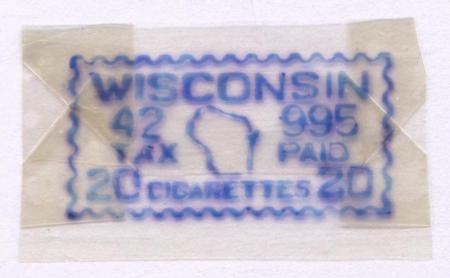 WISCONSIN
42 995
TAX PAID
20 CIGARETTES 20